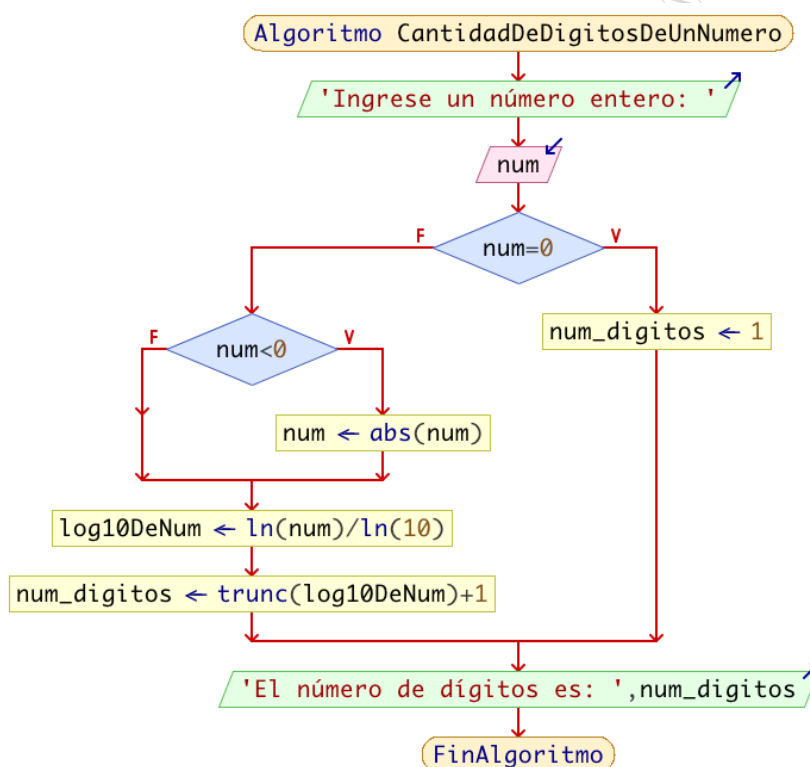 Algoritmo CantidadDeDigitosDeUnNumero
'Ingrese un número entero: '
num
num=0
F
V
num<0
F
V
num_digitos ← 1
num ← abs(num)
log10DeNum ← ln(num)/ln(10)
num_digitos ← trunc(log10DeNum)+1
'El número de dígitos es: ',num_digitos
FinAlgoritmo